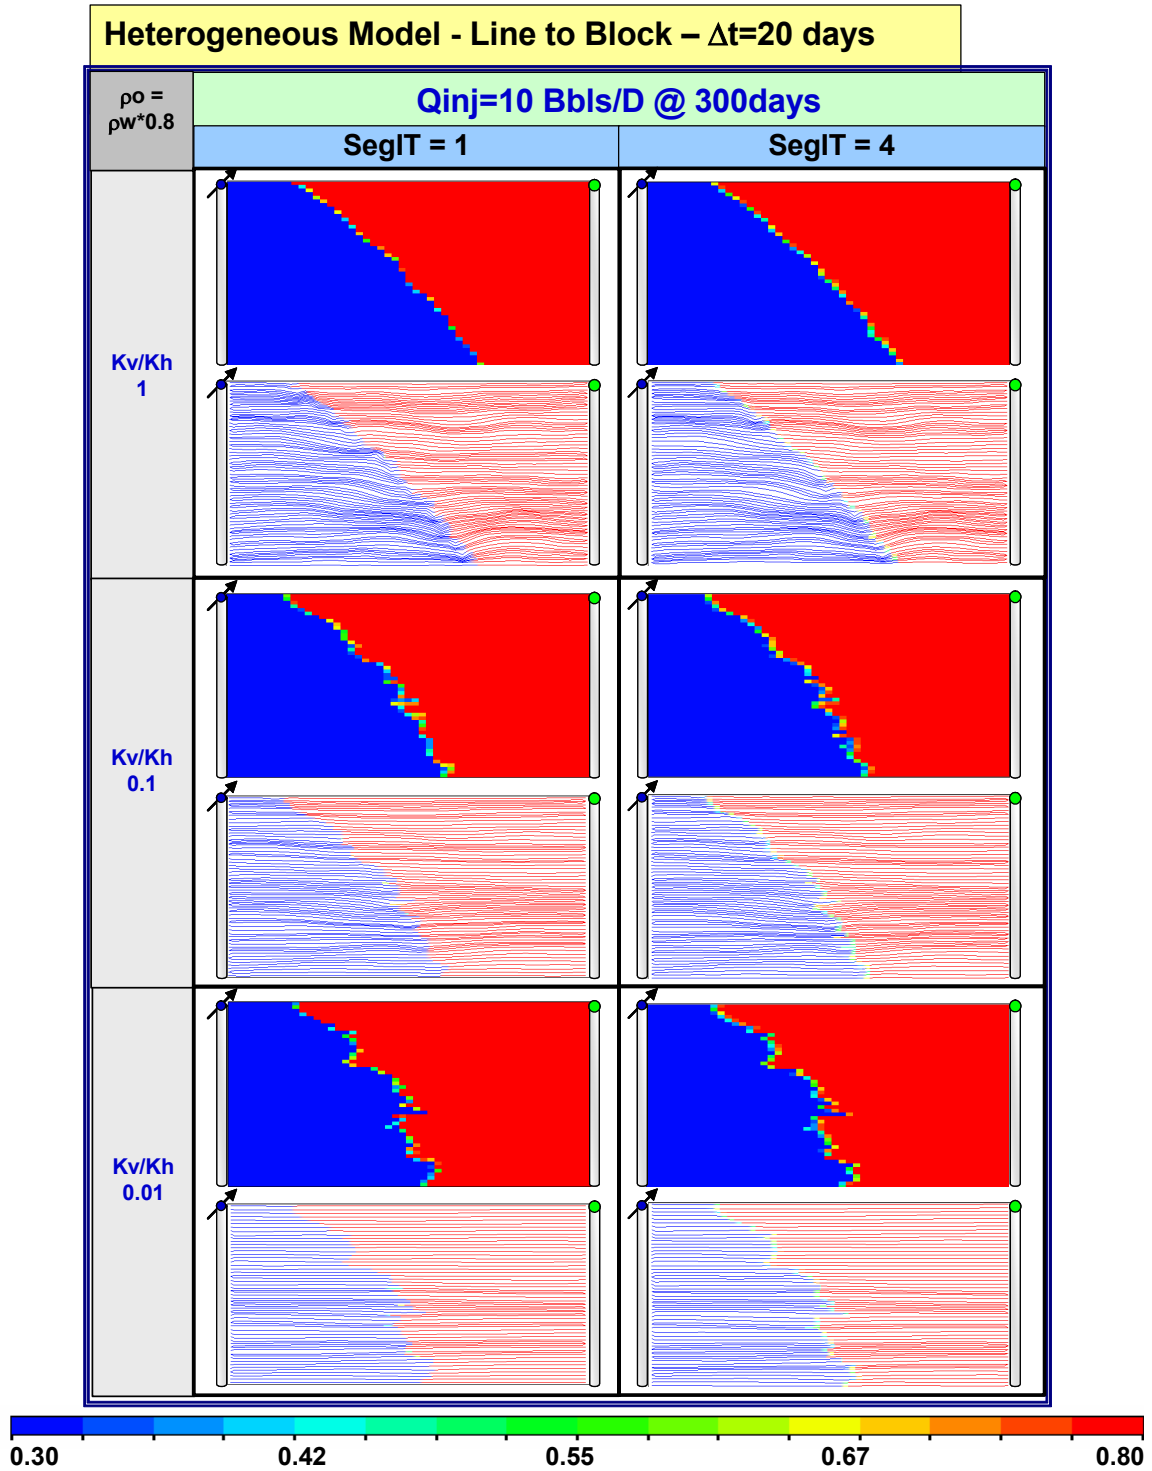 Heterogeneous Model - Line to Block – Δt=20 days
ρo =
ρw*0.8
Qinj=10 Bbls/D @ 300days
SegIT = 1
SegIT = 4
Kv/Kh
1
Kv/Kh
0.1
Kv/Kh
0.01
0.30 0.42 0.55 0.67 0.80